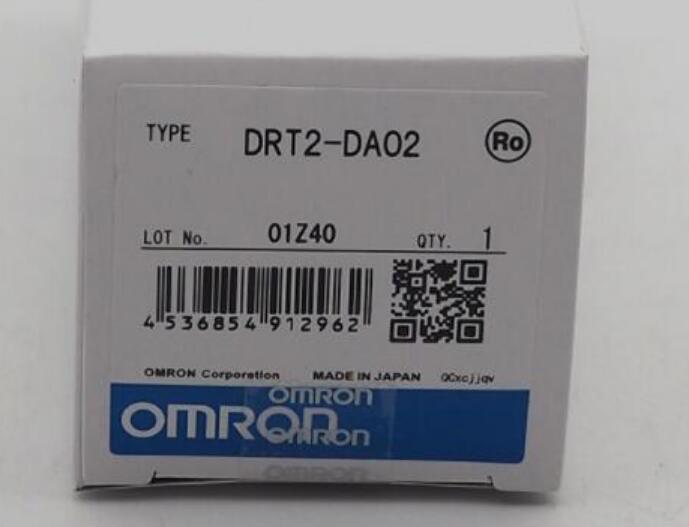 TYPE DRT2-DA02 Ro
LOT No. 01Z40 QTY. 1
4 536854 912962
OMRON Corporation MADE IN JAPAN QCxcjjqv
OMRON
OMRON
OMRON
OMRON